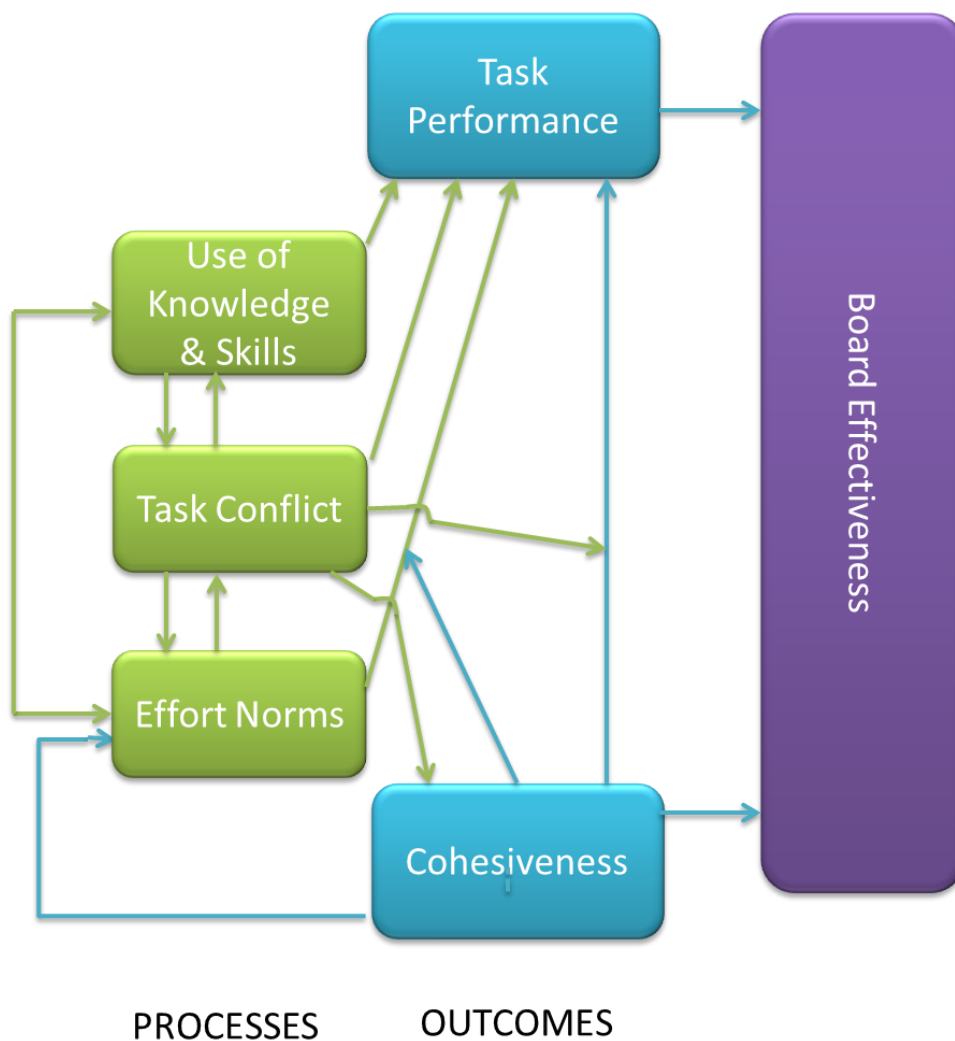 Task
Performance
Use of
Knowledge
& Skills
Task Conflict
Effort Norms
Cohesiveness
Board Effectiveness
PROCESSES
OUTCOMES